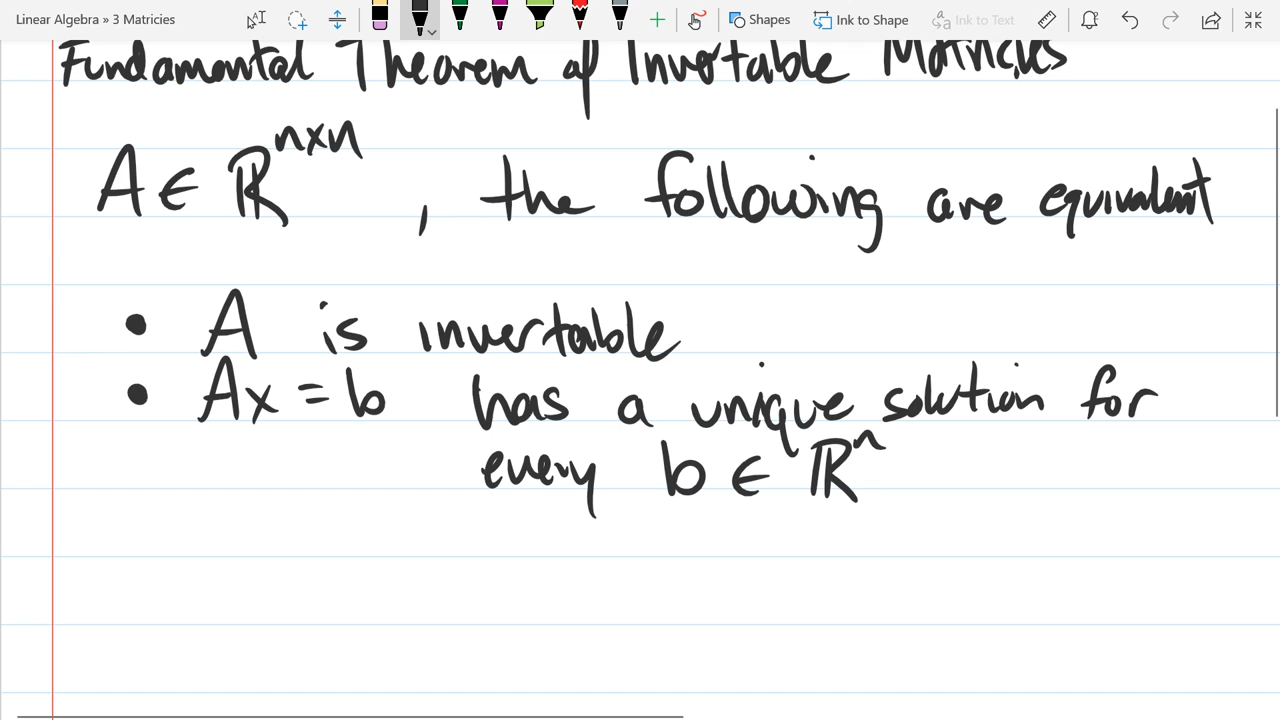 Linear Algebra » 3 Matricies
Shapes
Ink to Shape
Ink to Text
Fundamental Theorem of Invertable Matricies
A ∈ ℝ^{n×n}, the following are equivalent
• A is invertable
• Ax = b has a unique solution for
every b ∈ ℝ^n